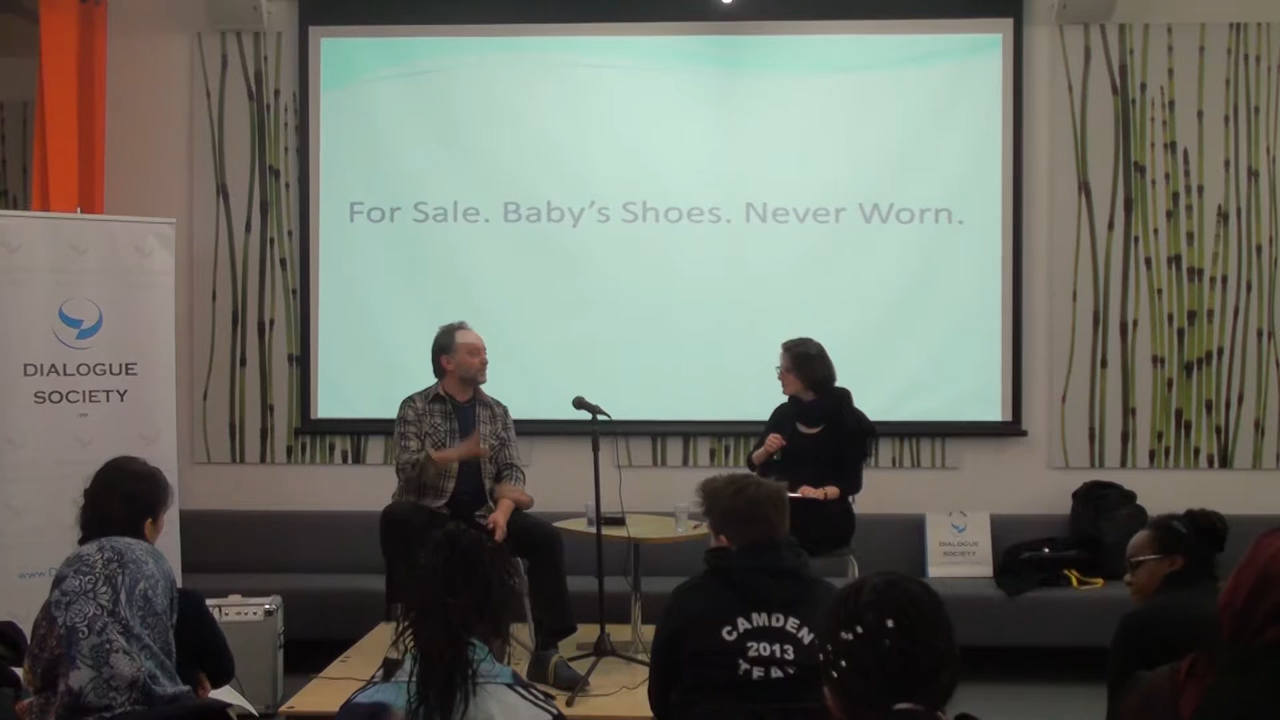 For Sale. Baby's Shoes. Never Worn.
DIALOGUE
SOCIETY
DIALOGUE
SOCIETY
CAMDEN
2013